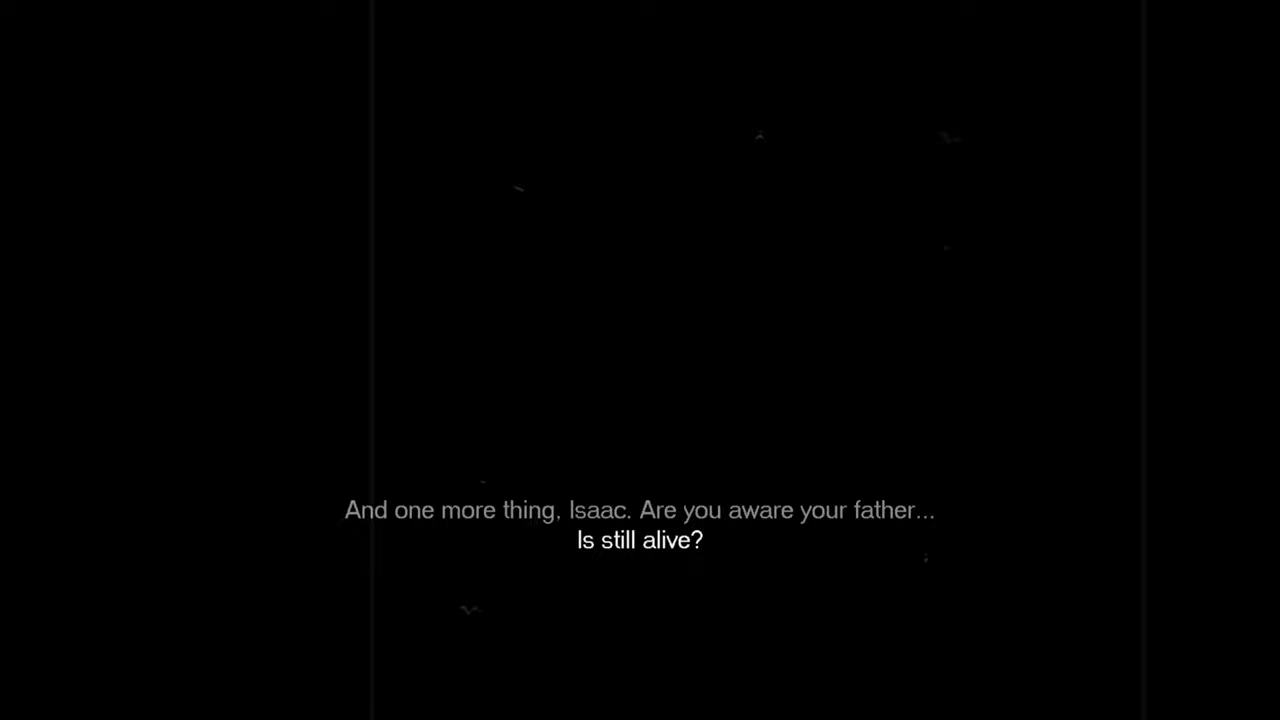 And one more thing, Isaac. Are you aware your father...
Is still alive?